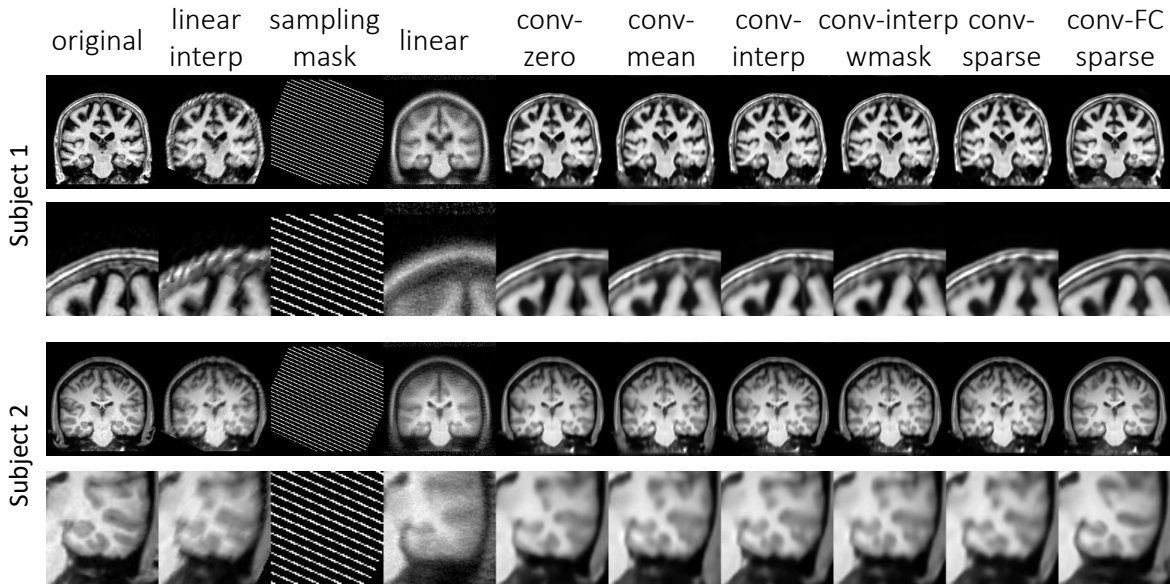 original
linear
interp
sampling
mask
linear
conv-
zero
conv-
mean
conv-
interp
conv-interp
wmask
conv-
sparse
conv-FC
sparse
Subject 1
Subject 2